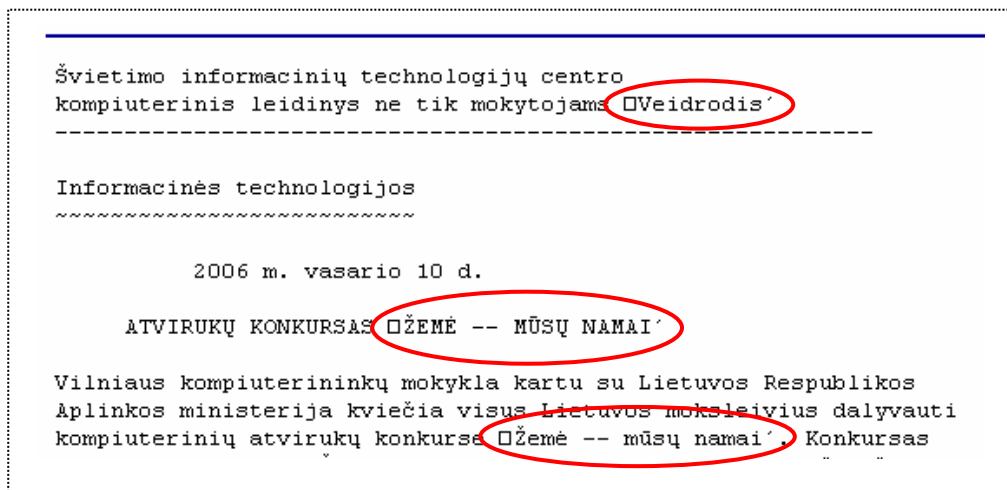 Švietimo informacinių technologijų centro
kompiuterinis leidinys ne tik mokytojams □Veidrodis´
-----------------------------------------------------------
Informacinės technologijos
~~~~~~~~~~~~~~~~~~~~~~~~~~
2006 m. vasario 10 d.
ATVIRUKŲ KONKURSAS □ŽEMĖ -- MŪSŲ NAMAI´
Vilniaus kompiuterininkų mokykla kartu su Lietuvos Respublikos
Aplinkos ministerija kviečia visus Lietuvos moksleivius dalyvauti
kompiuterinių atvirukų konkurse □Žemė -- mūsų namai´. Konkursas